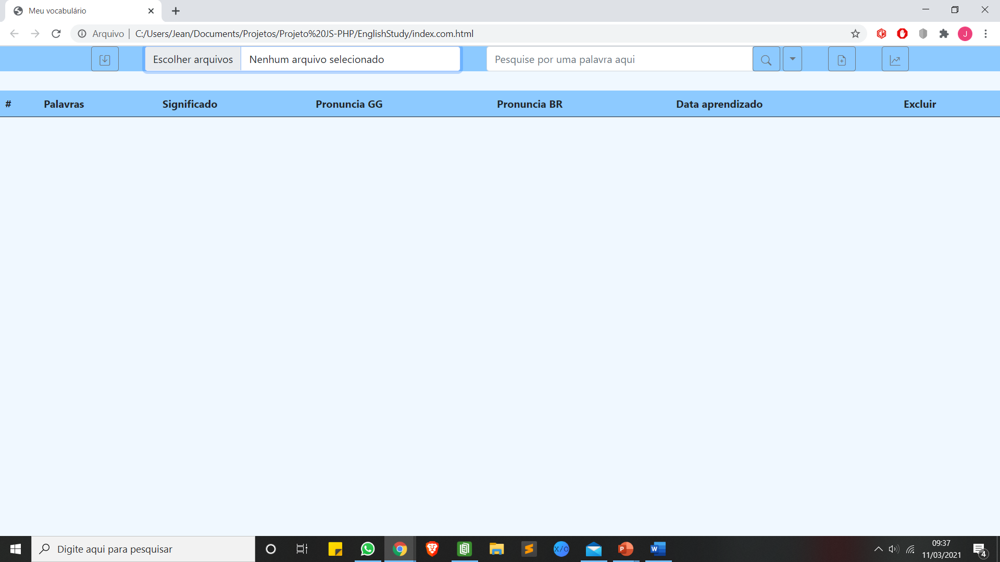 Meu vocabulário
Arquivo | C:/Users/Jean/Documents/Projetos/Projeto%20JS-PHP/EnglishStudy/index.com.html
J
Escolher arquivos Nenhum arquivo selecionado Pesquise por uma palavra aqui
# Palavras Significado Pronuncia GG Pronuncia BR Data aprendizado Excluir
Digite aqui para pesquisar
X/O
P
W
09:37
11/03/2021
4